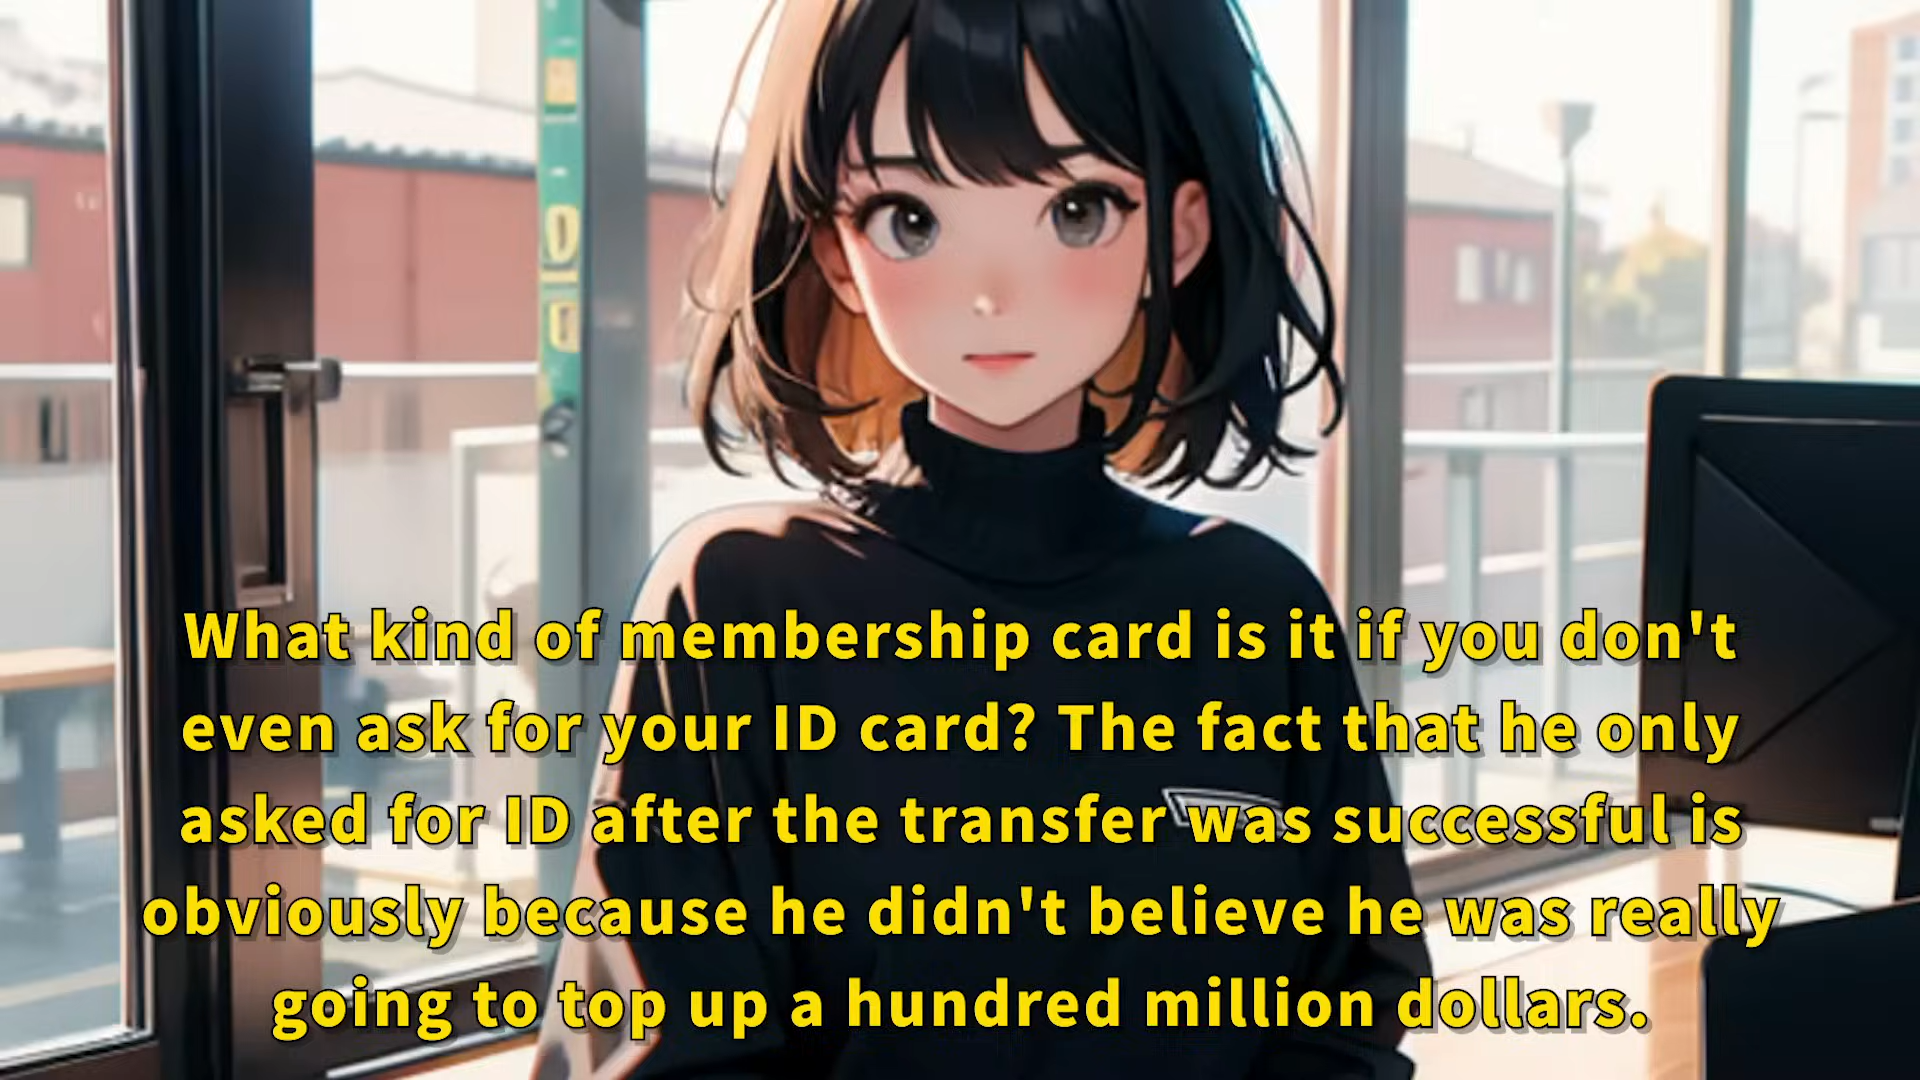 What kind of membership card is it if you don't
even ask for your ID card? The fact that he only
asked for ID after the transfer was successful is
obviously because he didn't believe he was really
going to top up a hundred million dollars.